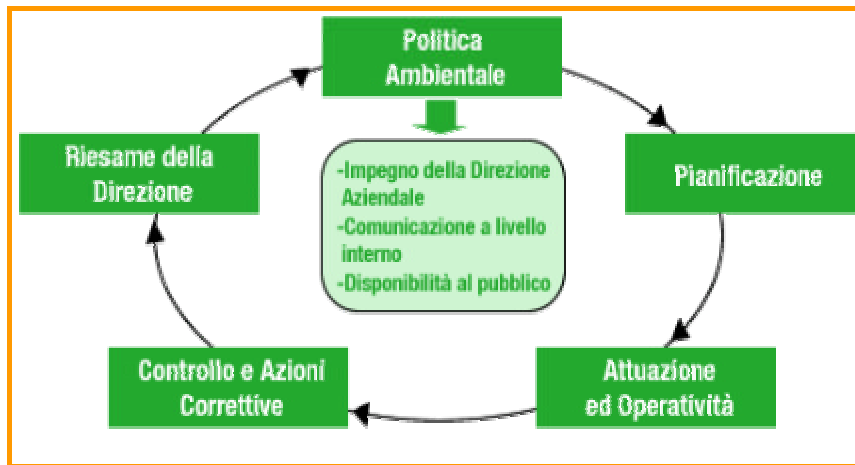 Politica
Ambientale
Riesame della
Direzione
-Impegno della Direzione
Aziendale
-Comunicazione a livello
interno
-Disponibilità al pubblico
Pianificazione
Controllo e Azioni
Correttive
Attuazione
ed Operatività